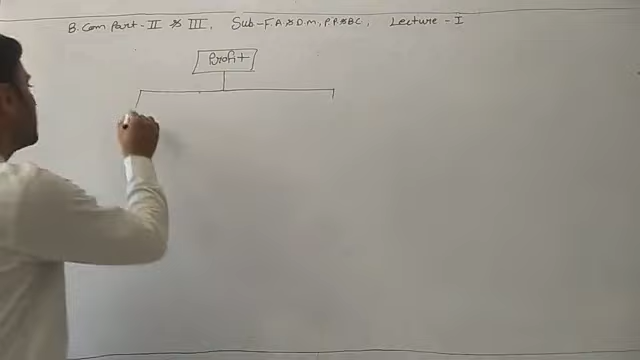 B. Com Part - II & III, Sub - F.A. & D.M, P.P. & B.C, Lecture - I
Profit